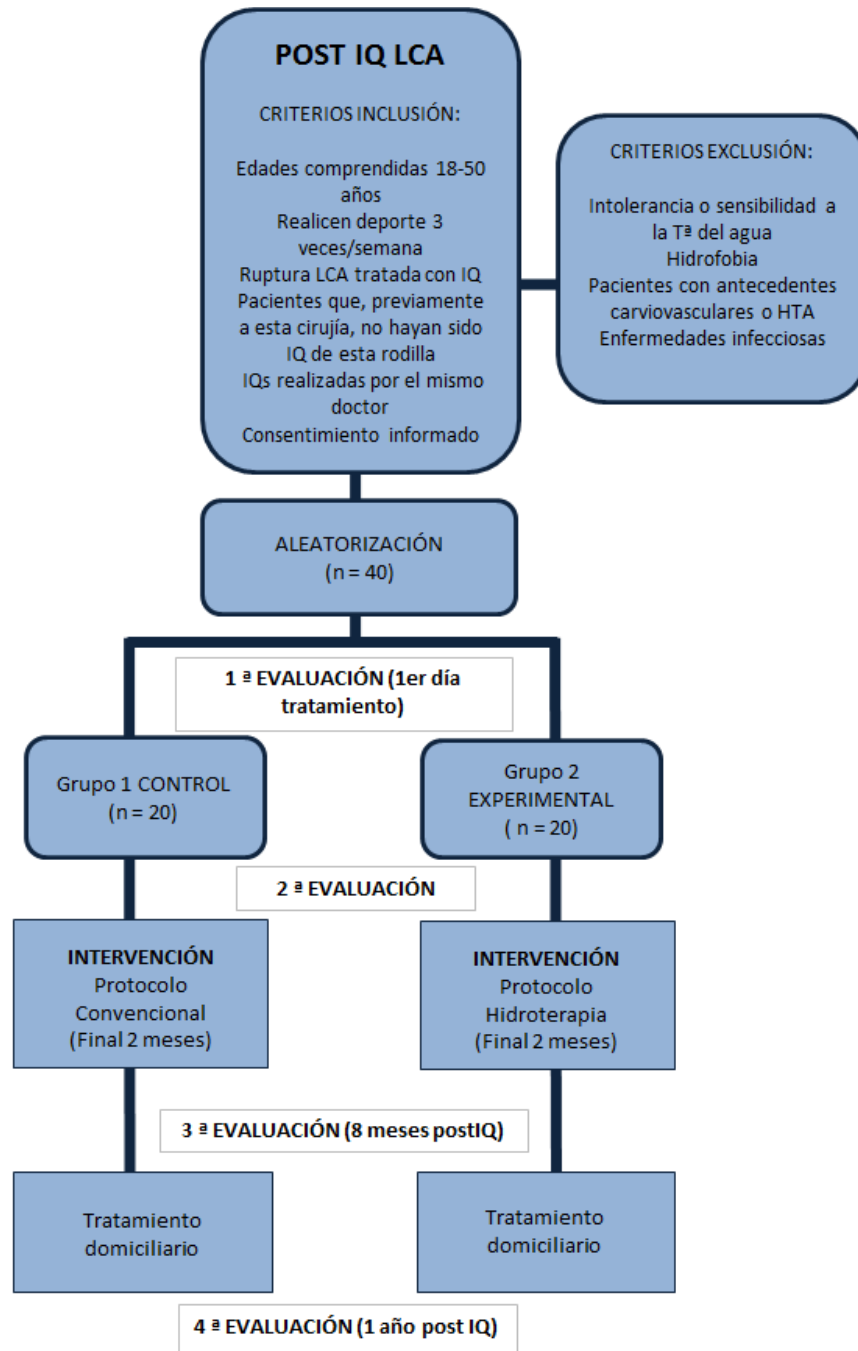 POST IQ LCA
CRITERIOS INCLUSIÓN:
Edades comprendidas 18-50
años
Realicen deporte 3
veces/semana
Ruptura LCA tratada con IQ
Pacientes que, previamente
a esta cirujía, no hayan sido
IQ de esta rodilla
IQs realizadas por el mismo
doctor
Consentimiento informado
CRITERIOS EXCLUSIÓN:
Intolerancia o sensibilidad a
la Tª del agua
Hidrofobia
Pacientes con antecedentes
carviovasculares o HTA
Enfermedades infecciosas
ALEATORIZACIÓN
(n = 40)
1 ª EVALUACIÓN (1er día
tratamiento)
Grupo 1 CONTROL
(n = 20)
Grupo 2
EXPERIMENTAL
( n = 20)
2 ª EVALUACIÓN
INTERVENCIÓN
Protocolo
Convencional
(Final 2 meses)
INTERVENCIÓN
Protocolo
Hidroterapia
(Final 2 meses)
3 ª EVALUACIÓN (8 meses postIQ)
Tratamiento
domiciliario
Tratamiento
domiciliario
4 ª EVALUACIÓN (1 año post IQ)